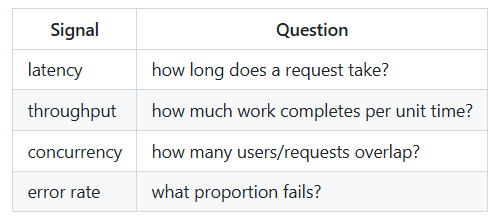 Signal Question
latency how long does a request take?
throughput how much work completes per unit time?
concurrency how many users/requests overlap?
error rate what proportion fails?